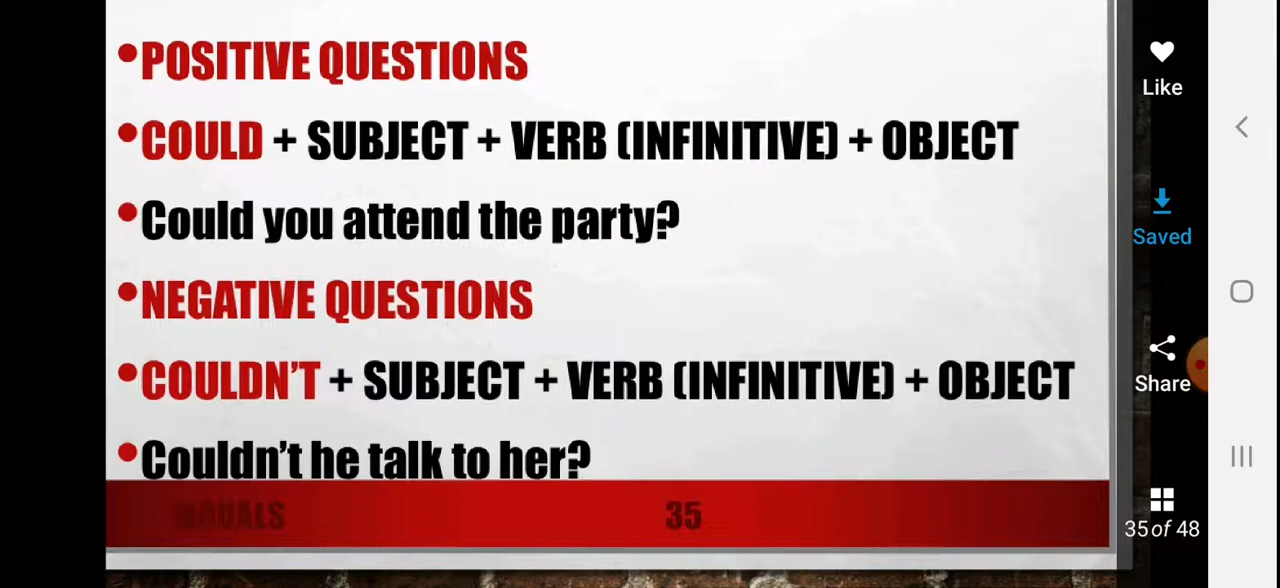 •POSITIVE QUESTIONS
•COULD + SUBJECT + VERB (INFINITIVE) + OBJECT
•Could you attend the party?
•NEGATIVE QUESTIONS
•COULDN'T + SUBJECT + VERB (INFINITIVE) + OBJECT
•Couldn't he talk to her?
MODALS 35
Like
Saved
Share
35 of 48